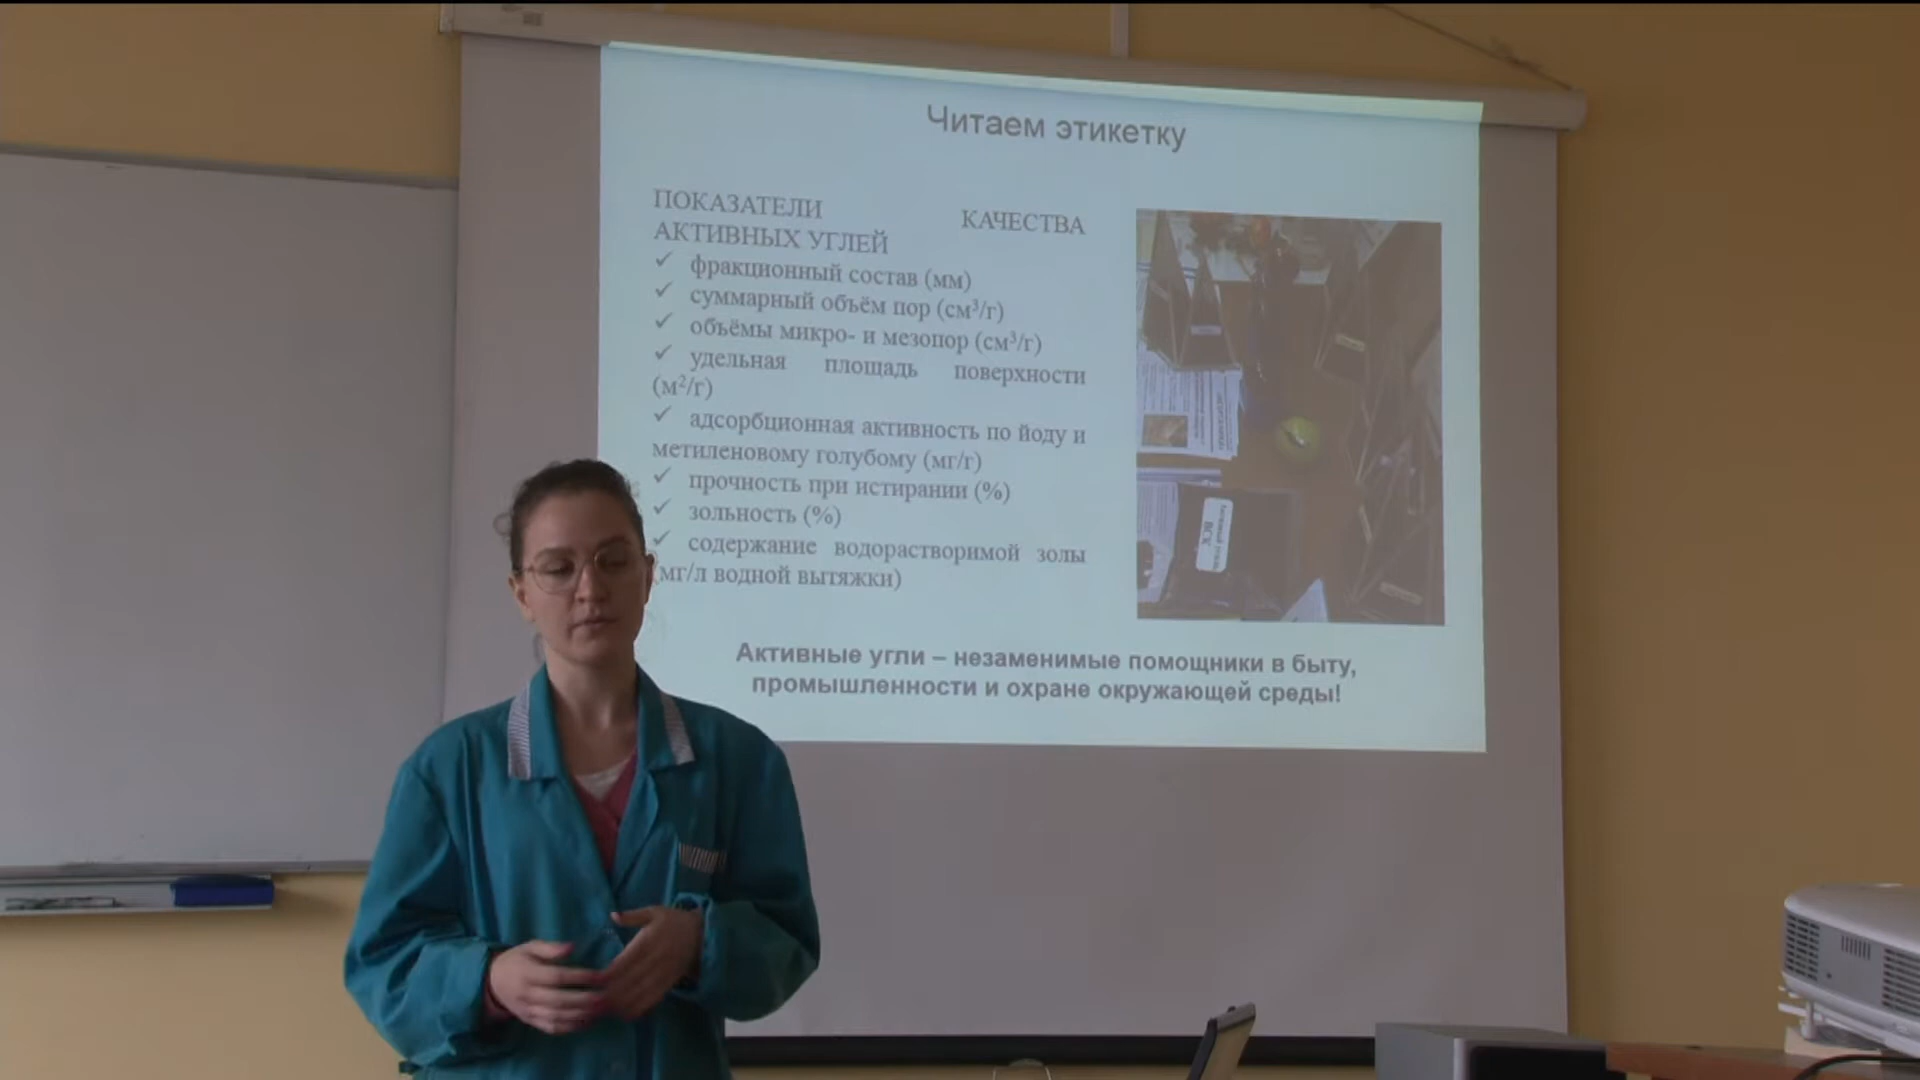 Читаем этикетку
ПОКАЗАТЕЛИ КАЧЕСТВА
АКТИВНЫХ УГЛЕЙ
✓ фракционный состав (мм)
✓ суммарный объём пор (см³/г)
✓ объёмы микро- и мезопор (см³/г)
✓ удельная площадь поверхности
(м²/г)
✓ адсорбционная активность по йоду и
метиленовому голубому (мг/г)
✓ прочность при истирании (%)
✓ зольность (%)
✓ содержание водорастворимой золы
(мг/л водной вытяжки)
ВСК
Активные угли – незаменимые помощники в быту,
промышленности и охране окружающей среды!